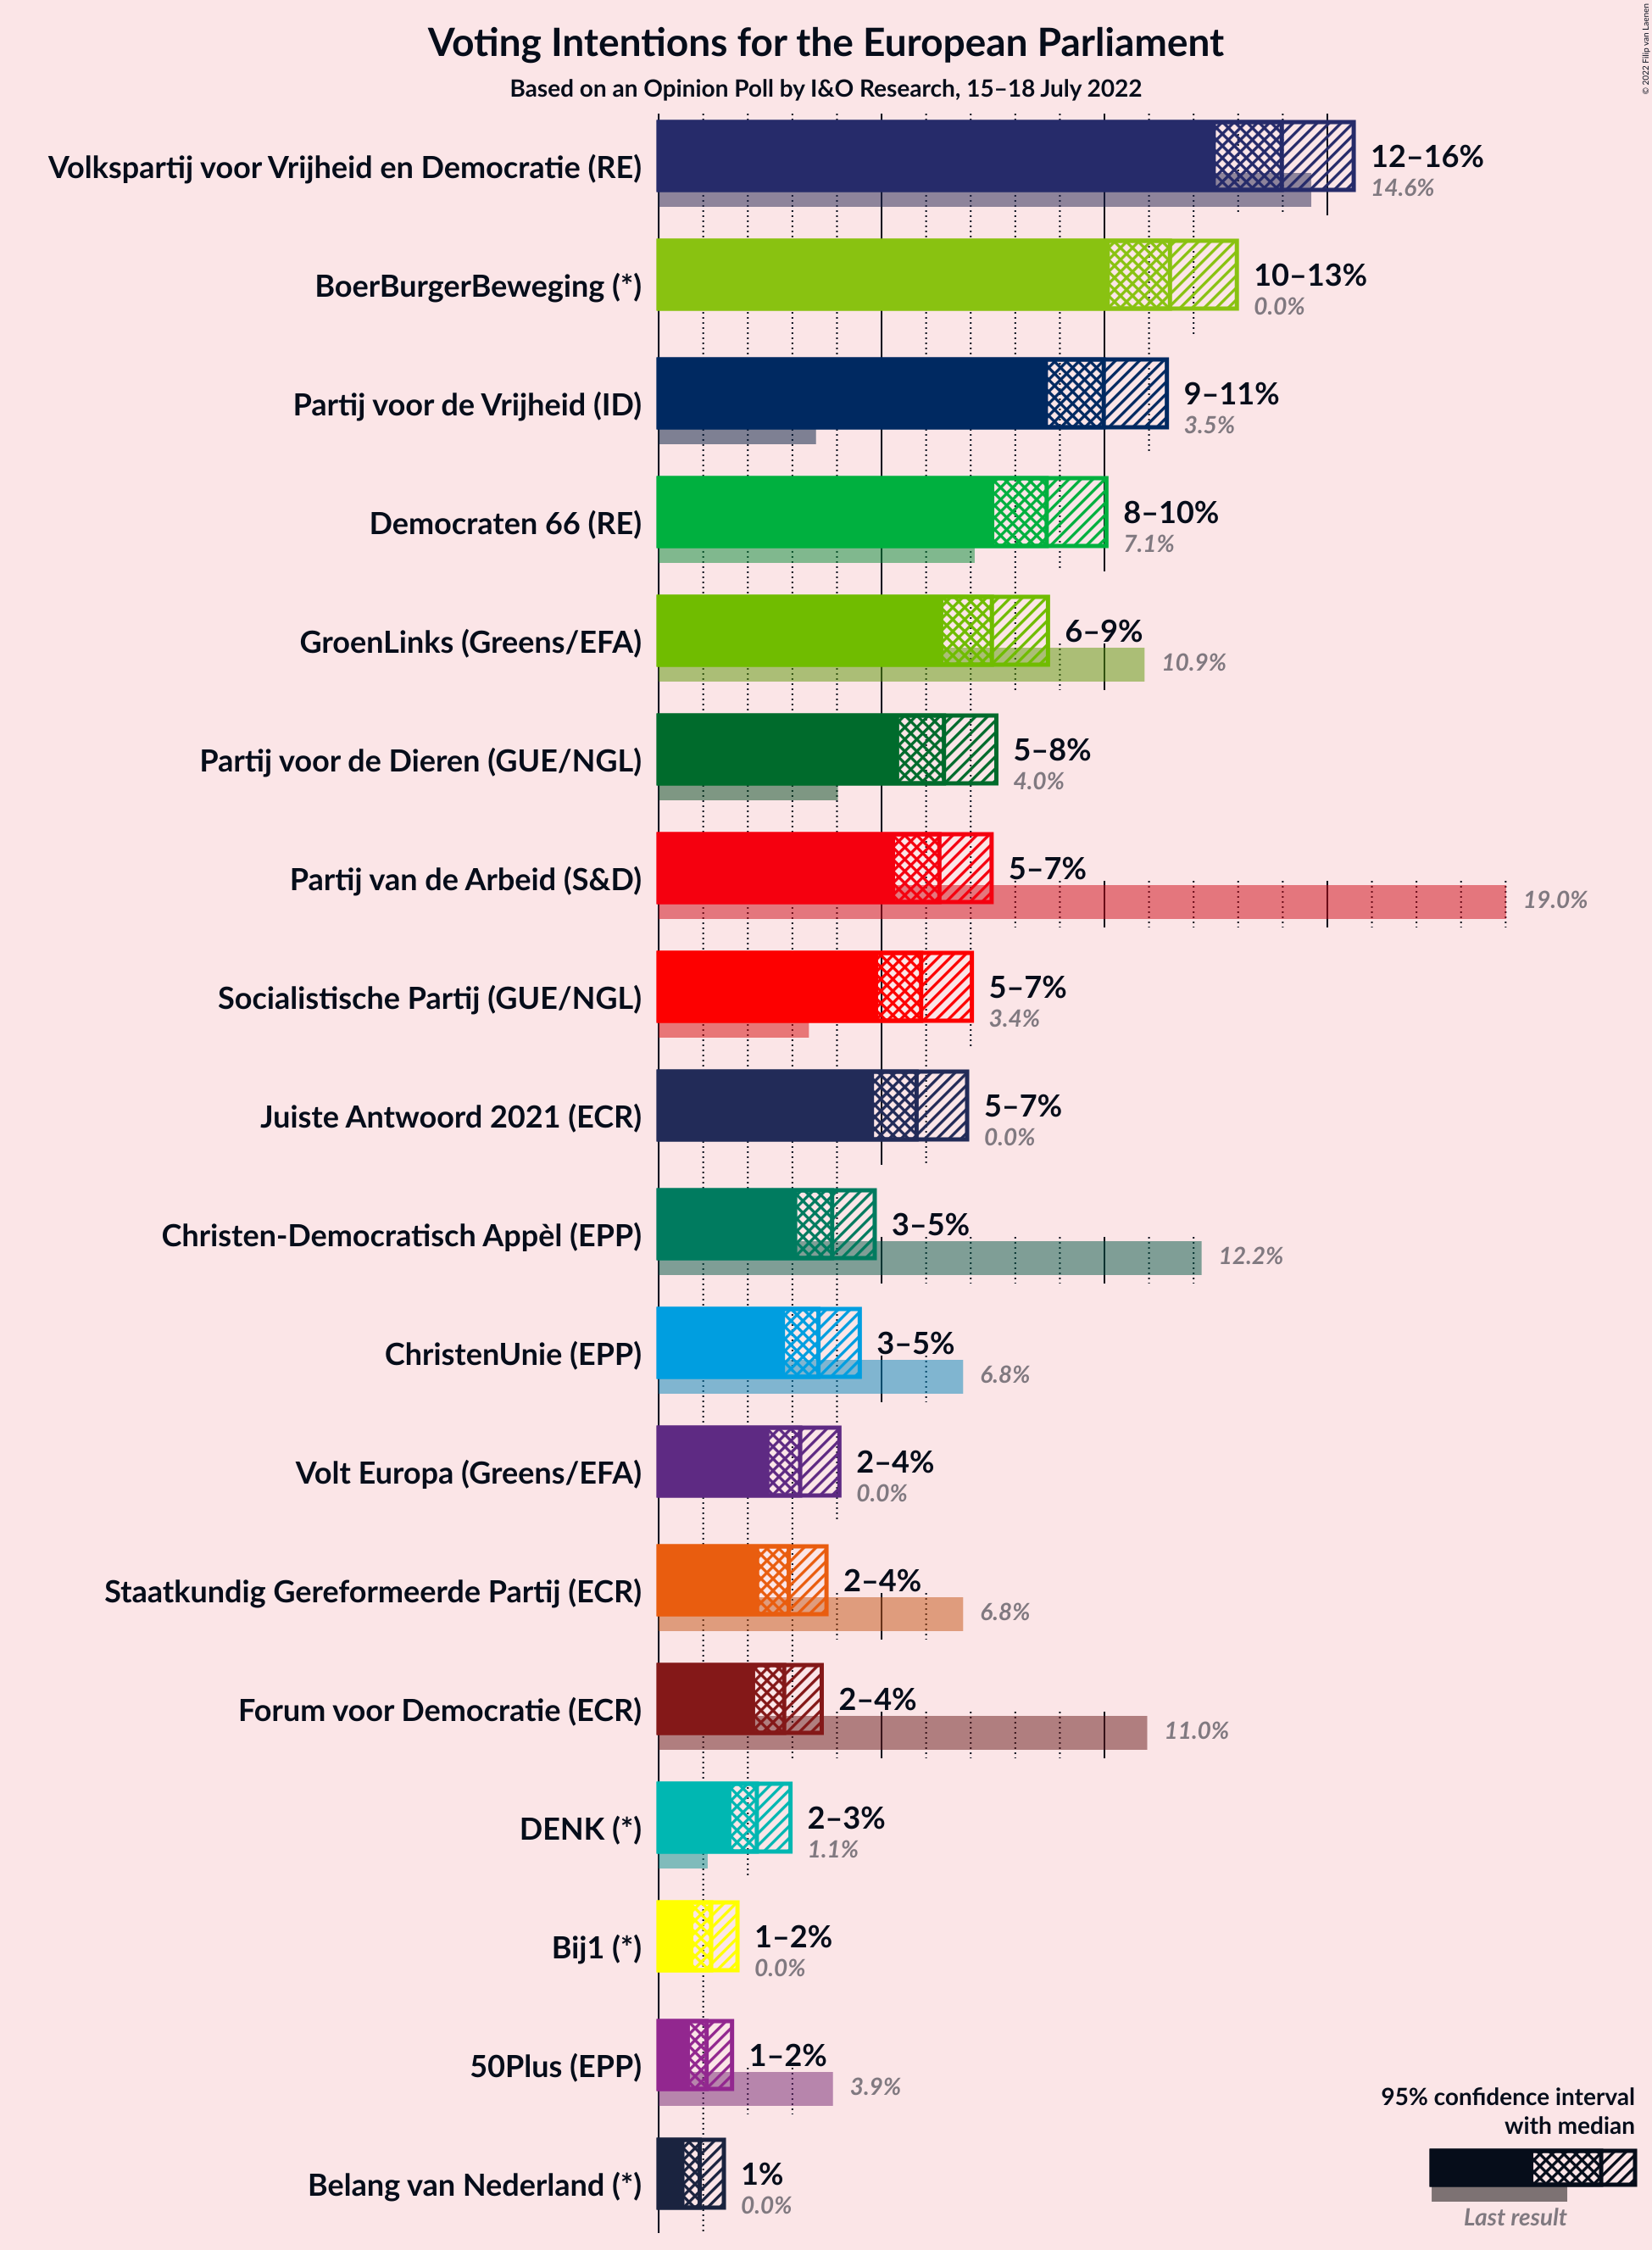 Voting Intentions for the European Parliament
Based on an Opinion Poll by I&O Research, 15–18 July 2022
© 2022 Filip van Laenen
Volkspartij voor Vrijheid en Democratie (RE)
12–16%
14.6%
BoerBurgerBeweging (*)
10–13%
0.0%
Partij voor de Vrijheid (ID)
9–11%
3.5%
Democraten 66 (RE)
8–10%
7.1%
GroenLinks (Greens/EFA)
6–9%
10.9%
Partij voor de Dieren (GUE/NGL)
5–8%
4.0%
Partij van de Arbeid (S&D)
5–7%
19.0%
Socialistische Partij (GUE/NGL)
5–7%
3.4%
Juiste Antwoord 2021 (ECR)
5–7%
0.0%
Christen-Democratisch Appèl (EPP)
3–5%
12.2%
ChristenUnie (EPP)
3–5%
6.8%
Volt Europa (Greens/EFA)
2–4%
0.0%
Staatkundig Gereformeerde Partij (ECR)
2–4%
6.8%
Forum voor Democratie (ECR)
2–4%
11.0%
DENK (*)
2–3%
1.1%
Bij1 (*)
1–2%
0.0%
50Plus (EPP)
1–2%
3.9%
Belang van Nederland (*)
1%
0.0%
95% confidence interval
with median
Last result